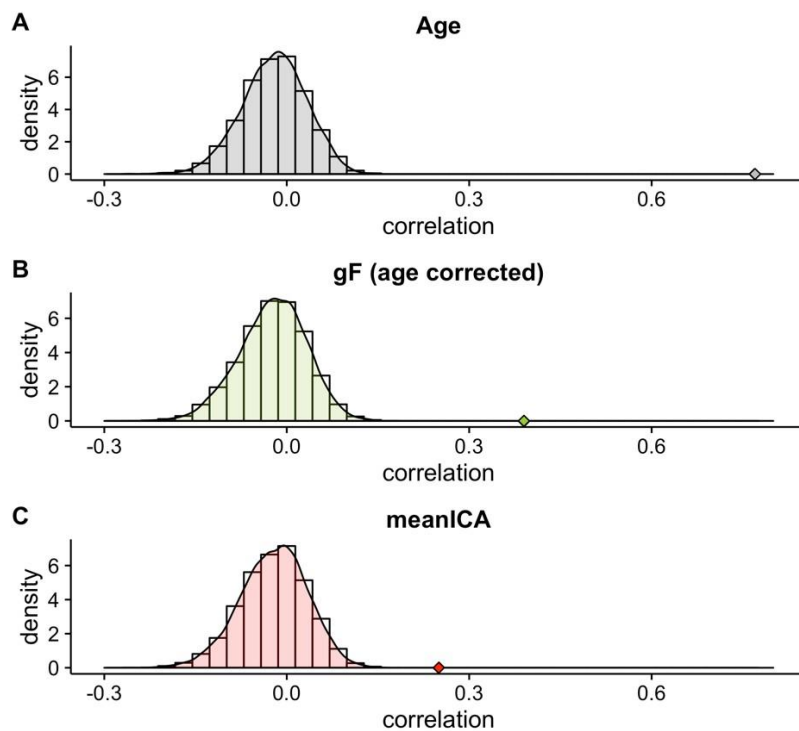 A
Age
density
6
4
2
0
-0.3 0.0 0.3 0.6
correlation
B
gF (age corrected)
density
6
4
2
0
-0.3 0.0 0.3 0.6
correlation
C
meanICA
density
6
4
2
0
-0.3 0.0 0.3 0.6
correlation